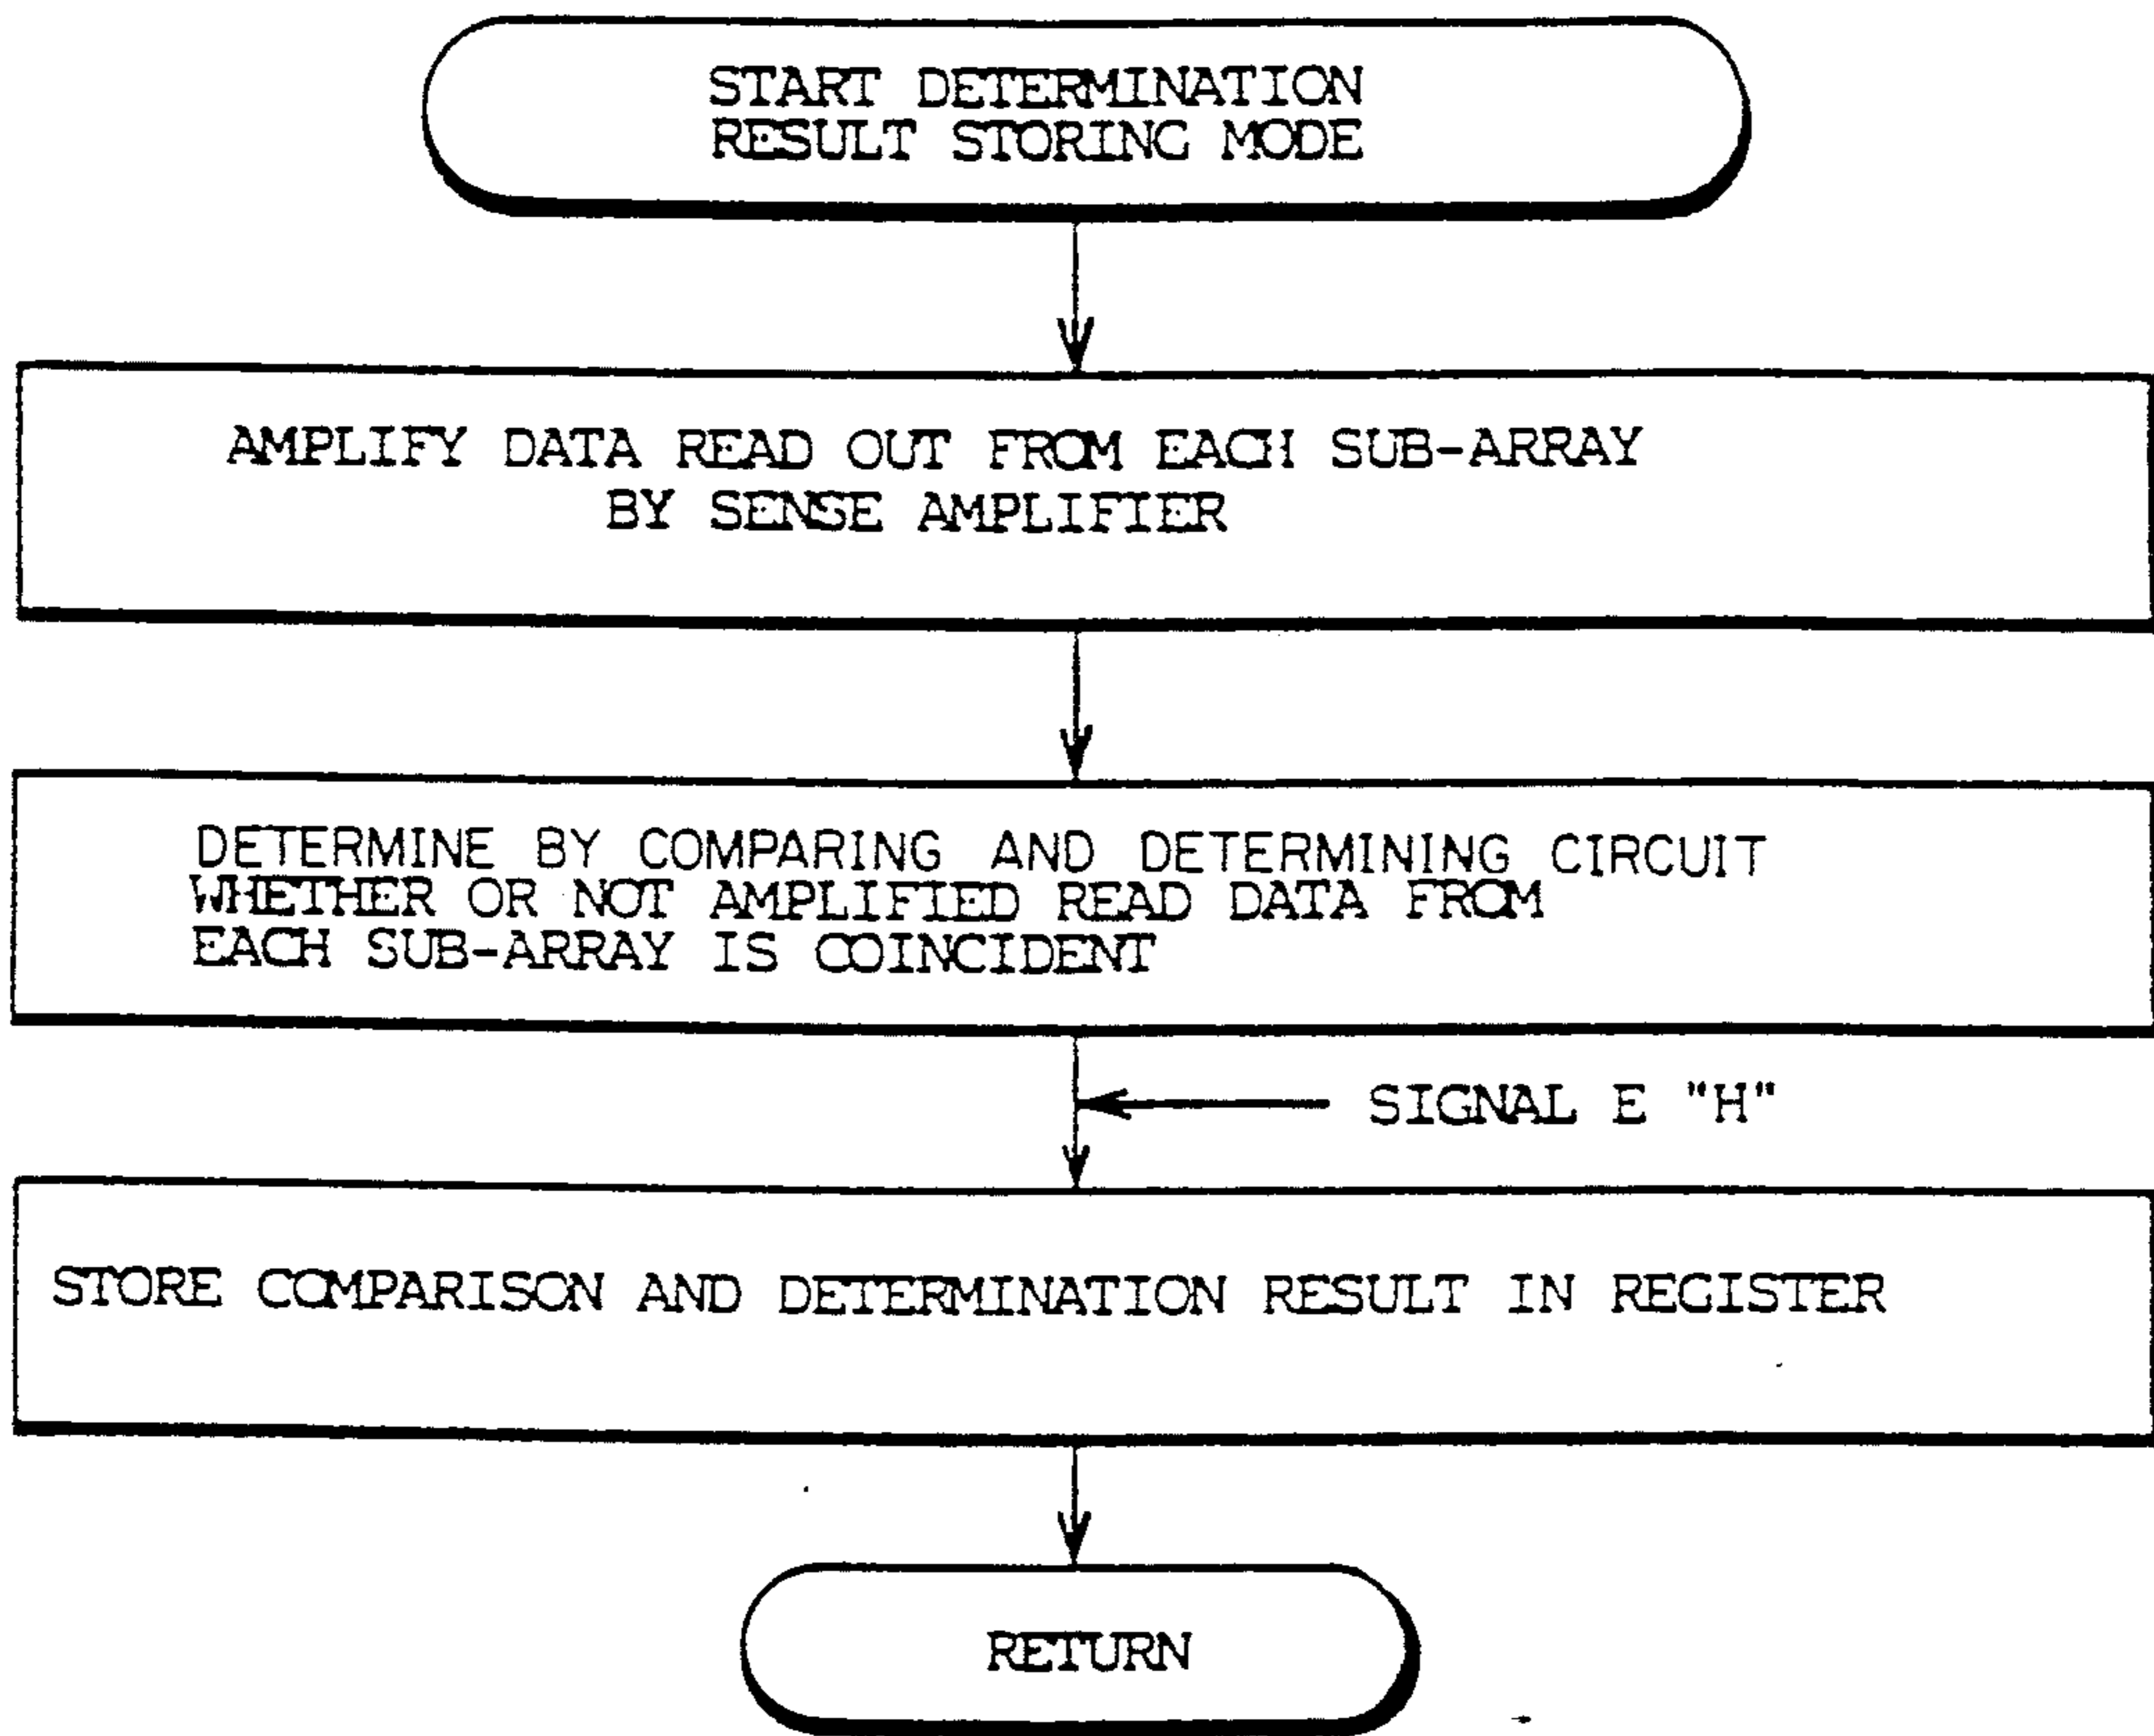 START DETERMINATION
RESULT STORING MODE
AMPLIFY DATA READ OUT FROM EACH SUB-ARRAY
BY SENSE AMPLIFIER
DETERMINE BY COMPARING AND DETERMINING CIRCUIT
WHETHER OR NOT AMPLIFIED READ DATA FROM
EACH SUB-ARRAY IS COINCIDENT
SIGNAL E "H"
STORE COMPARISON AND DETERMINATION RESULT IN REGISTER
RETURN